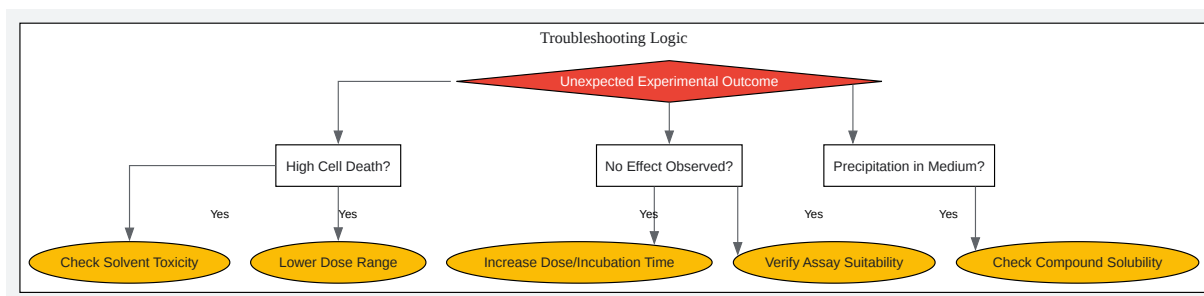 Troubleshooting Logic
Unexpected Experimental Outcome
High Cell Death?
No Effect Observed?
Precipitation in Medium?
Yes
Yes
Yes
Yes
Yes
Check Solvent Toxicity
Lower Dose Range
Increase Dose/Incubation Time
Verify Assay Suitability
Check Compound Solubility